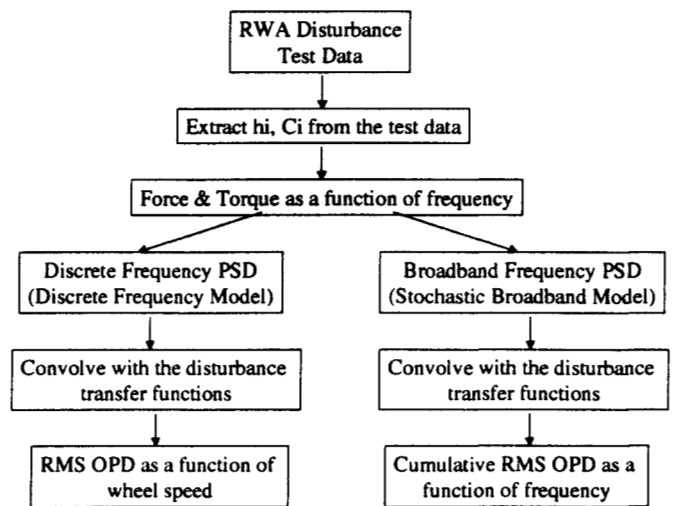 RWA Disturbance
Test Data
Extract hi, Ci from the test data
Force & Torque as a function of frequency
Discrete Frequency PSD
(Discrete Frequency Model)
Broadband Frequency PSD
(Stochastic Broadband Model)
Convolve with the disturbance
transfer functions
Convolve with the disturbance
transfer functions
RMS OPD as a function of
wheel speed
Cumulative RMS OPD as a
function of frequency